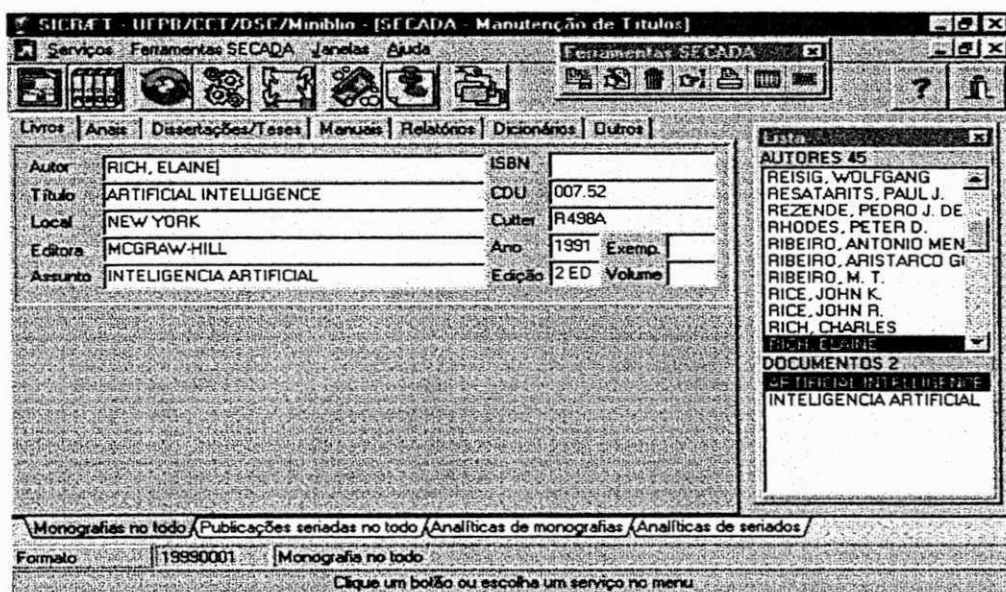 SICRAET - UFPB/CCT/DSC/Miniblio - [SECADA - Manutenção de Títulos]
Serviços Ferramentas SECADA Janelas Ajuda
Ferramentas SECADA
?
Livros Anais Dissertações/Teses Manuais Relatórios Dicionários Outros
Autor RICH, ELAINE ISBN
Título ARTIFICIAL INTELLIGENCE CDU 007.52
Local NEW YORK Cutter R498A
Editora MCGRAW-HILL Ano 1991 Exemp.
Assunto INTELIGENCIA ARTIFICIAL Edição 2 ED Volume
Lista
AUTORES 45
REISIG, WOLFGANG
RESATARITS, PAUL J.
REZENDE, PEDRO J. DE
RHODES, PETER D.
RIBEIRO, ANTONIO MEN
RIBEIRO, ARISTARCO G
RIBEIRO, M. T.
RICE, JOHN K.
RICE, JOHN R.
RICH, CHARLES
RICH, ELAINE
DOCUMENTOS 2
ARTIFICIAL INTELLIGENCE
INTELIGENCIA ARTIFICIAL
Monografias no todo Publicações seriadas no todo Analíticas de monografias Analíticas de seriados
Formato 19990001 Monografia no todo
Clique um botão ou escolha um serviço no menu